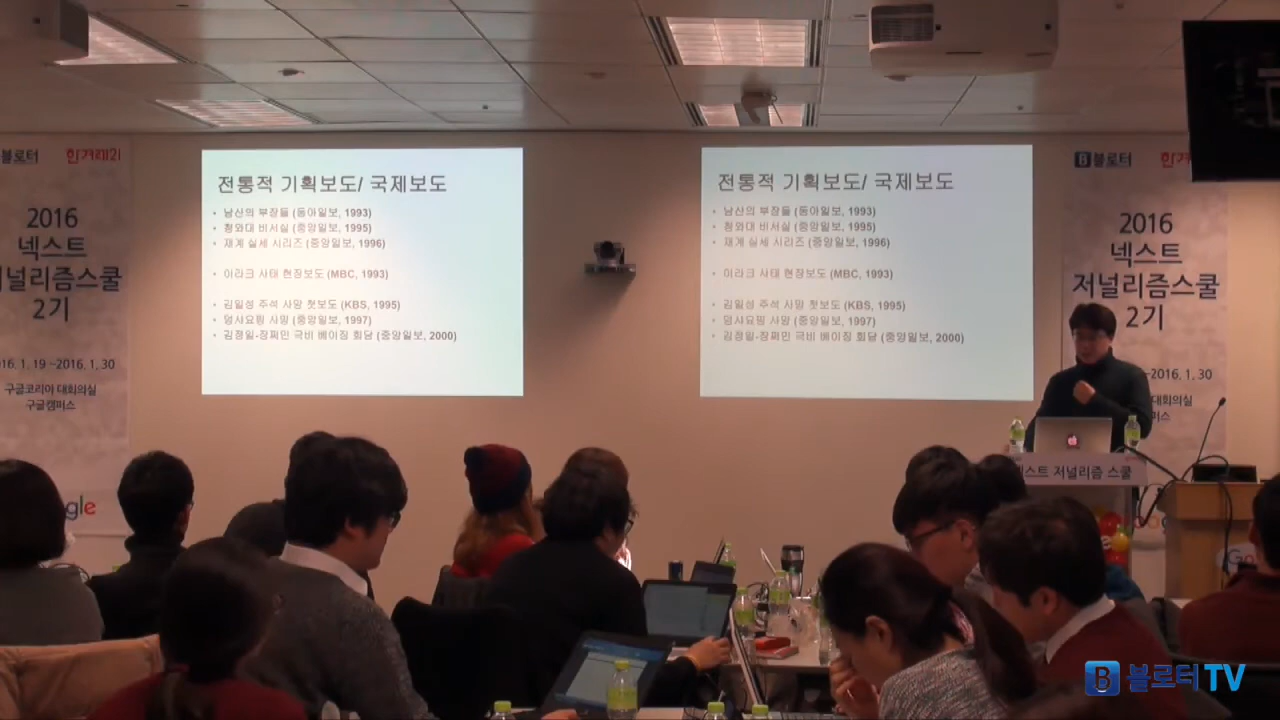 블로터 한겨레21
2016
넥스트
저널리즘스쿨
2기
16. 1. 19 ~2016. 1. 30
구글코리아 대회의실
구글캠퍼스
gle
전통적 기획보도/ 국제보도
• 남산의 부장들 (동아일보, 1993)
• 청와대 비서실 (중앙일보, 1995)
• 재계 실세 시리즈 (중앙일보, 1996)
• 이라크 사태 현장보도 (MBC, 1993)
• 김일성 주석 사망 첫보도 (KBS, 1995)
• 덩샤오핑 사망 (중앙일보, 1997)
• 김정일-장쩌민 극비 베이징 회담 (중앙일보, 2000)
전통적 기획보도/ 국제보도
• 남산의 부장들 (동아일보, 1993)
• 청와대 비서실 (중앙일보, 1995)
• 재계 실세 시리즈 (중앙일보, 1996)
• 이라크 사태 현장보도 (MBC, 1993)
• 김일성 주석 사망 첫보도 (KBS, 1995)
• 덩샤오핑 사망 (중앙일보, 1997)
• 김정일-장쩌민 극비 베이징 회담 (중앙일보, 2000)
B 블로터 한겨
2016
넥스트
저널리즘스쿨
2기
~2016. 1. 30
대회의실
퍼스
넥스트 저널리즘 스쿨
B 블로터 TV